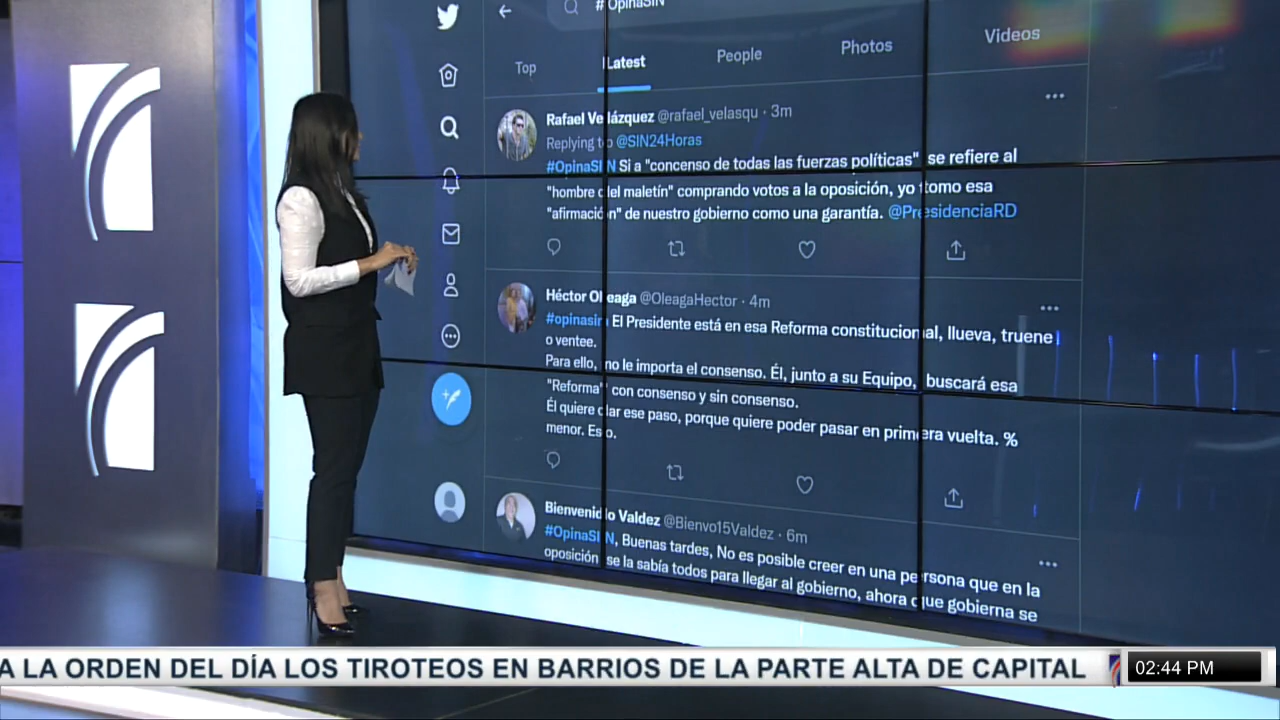 # OpinaSIN
Top Latest People Photos Videos
Rafael Velázquez @rafael_velasqu · 3m
Replying to @SIN24Horas
#OpinaSIN Si a "concenso de todas las fuerzas políticas" se refiere al
"hombre del maletín" comprando votos a la oposición, yo tomo esa
"afirmación" de nuestro gobierno como una garantía. @PresidenciaRD
Héctor Oleaga @OleagaHector · 4m
#opinasin El Presidente está en esa Reforma constitucional, llueva, truene
o ventee.
Para ello, no le importa el consenso. Él, junto a su Equipo, buscará esa
"Reforma" con consenso y sin consenso.
Él quiere dar ese paso, porque quiere poder pasar en primera vuelta. %
menor. Eso.
Bienvenido Valdez @Bienvo15Valdez · 6m
#OpinaSIN, Buenas tardes, No es posible creer en una persona que en la
oposición se la sabía todos para llegar al gobierno, ahora que gobierna se
A LA ORDEN DEL DÍA LOS TIROTEOS EN BARRIOS DE LA PARTE ALTA DE CAPITAL
02:44 PM